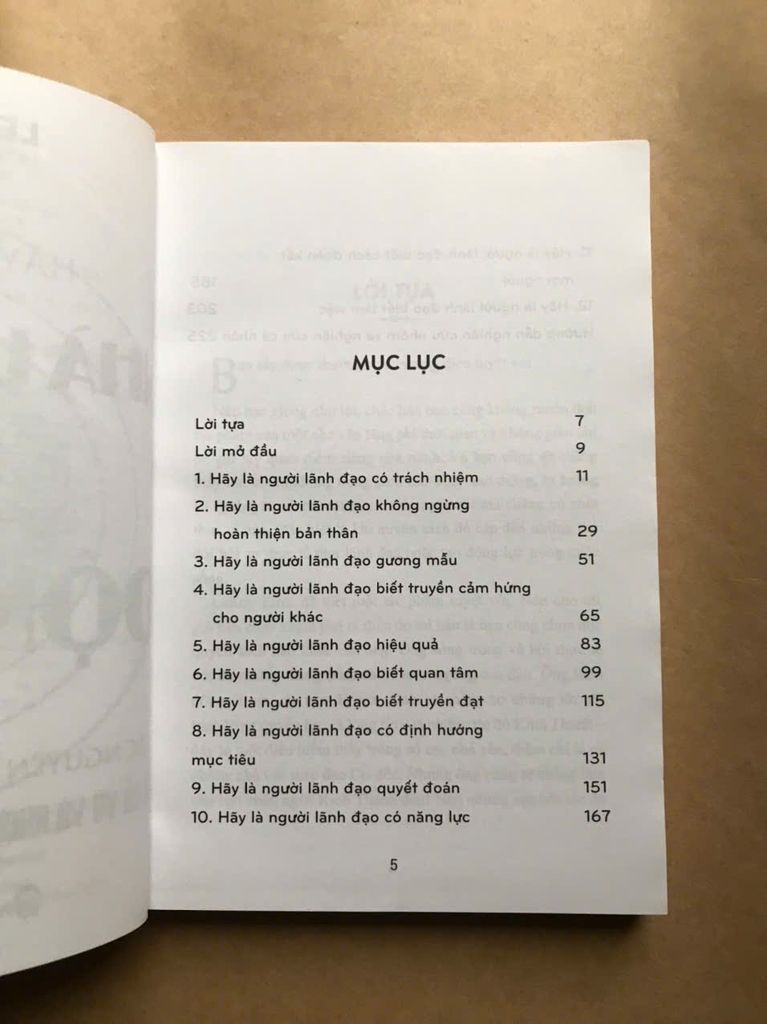 MỤC LỤC
Lời tựa 7
Lời mở đầu 9
1. Hãy là người lãnh đạo có trách nhiệm 11
2. Hãy là người lãnh đạo không ngừng
hoàn thiện bản thân 29
3. Hãy là người lãnh đạo gương mẫu 51
4. Hãy là người lãnh đạo biết truyền cảm hứng
cho người khác 65
5. Hãy là người lãnh đạo hiệu quả 83
6. Hãy là người lãnh đạo biết quan tâm 99
7. Hãy là người lãnh đạo biết truyền đạt 115
8. Hãy là người lãnh đạo có định hướng
mục tiêu 131
9. Hãy là người lãnh đạo quyết đoán 151
10. Hãy là người lãnh đạo có năng lực 167
5